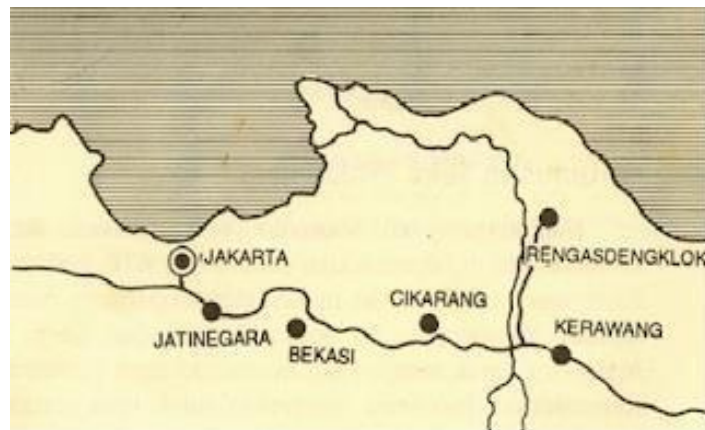 JAKARTA
RENGASDENGKLOK
CIKARANG
JATINEGARA
BEKASI
KERAWANG